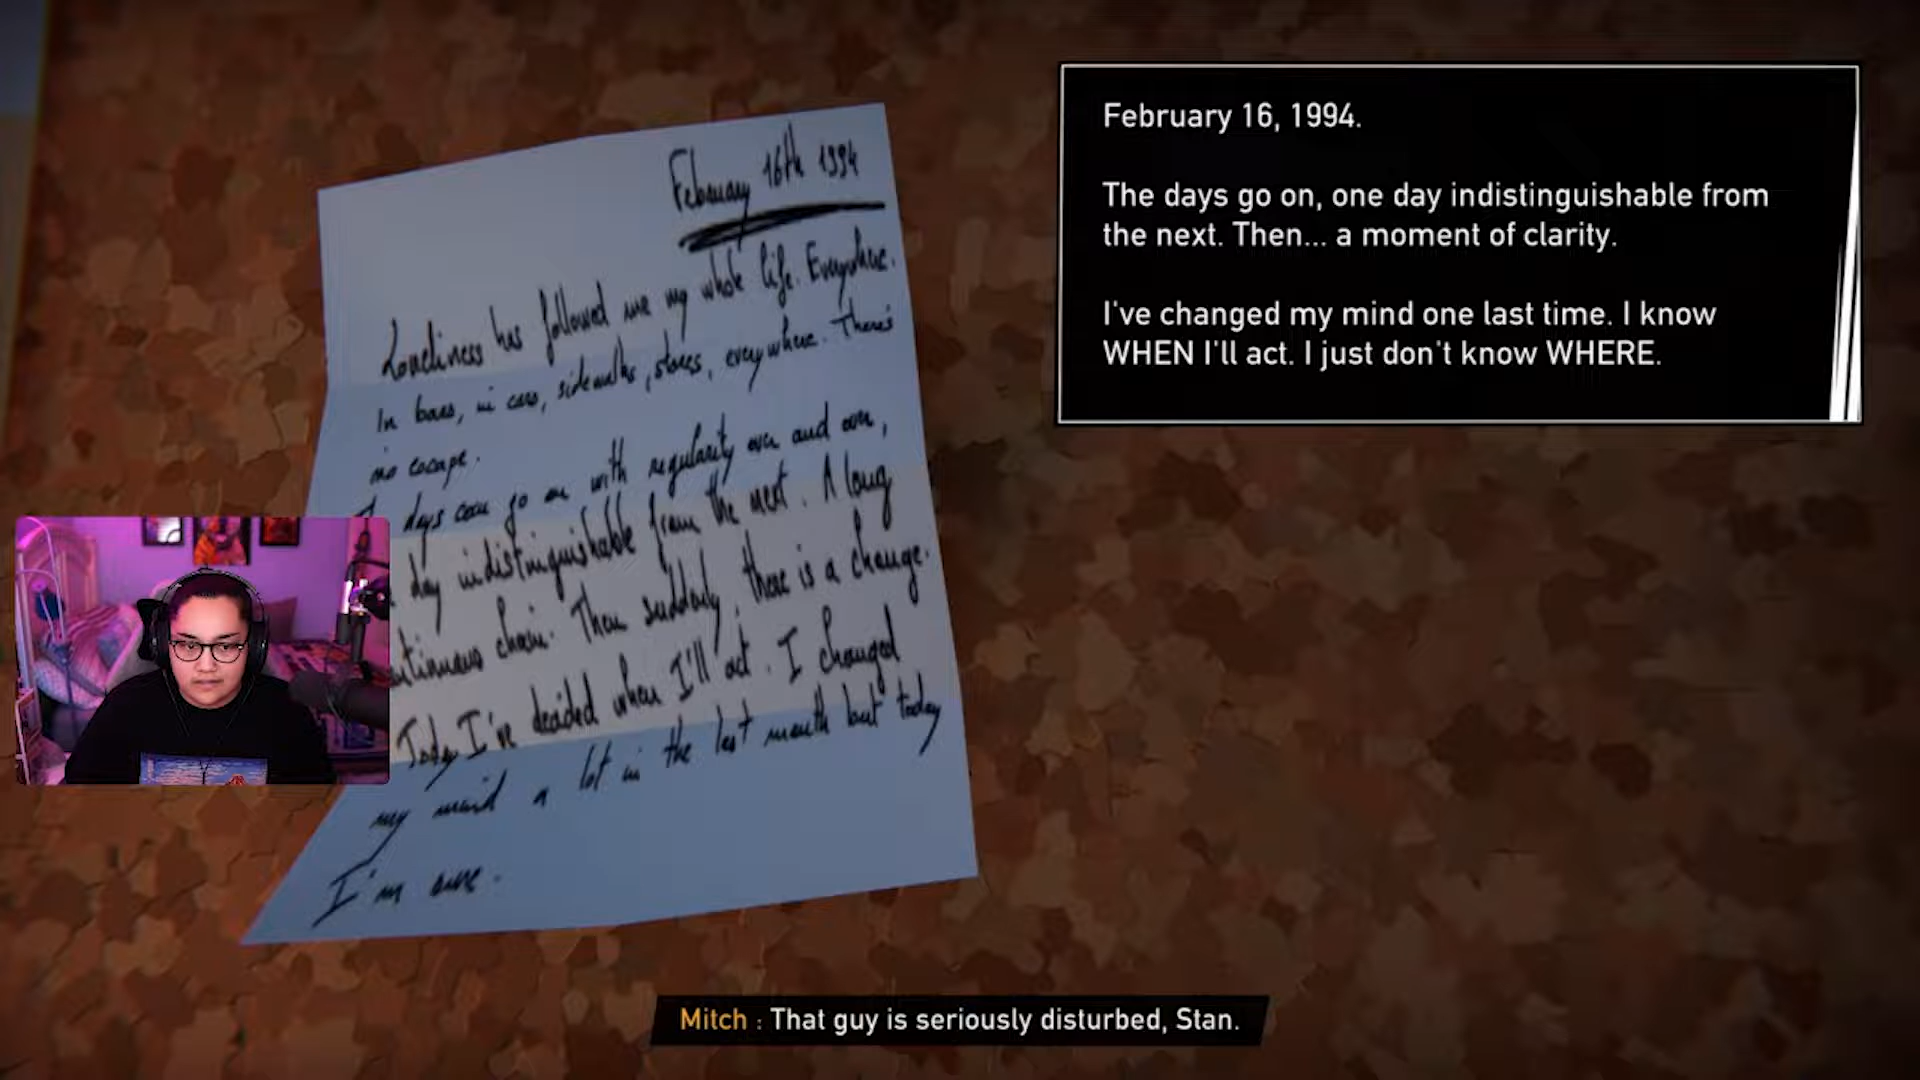 February 16th 1994
Loneliness has followed me my whole life. Everywhere.
In bars, in cars, sidewalks, stores, everywhere. There's
no escape.
days can go on with regularity over and over,
day indistinguishable from the next. A long
continuous chain. Then suddenly, there is a change.
Today I've decided when I'll act. I changed
my mind a lot in the last month but today
I'm sure.
February 16, 1994.
The days go on, one day indistinguishable from
the next. Then... a moment of clarity.
I've changed my mind one last time. I know
WHEN I'll act. I just don't know WHERE.
Mitch : That guy is seriously disturbed, Stan.